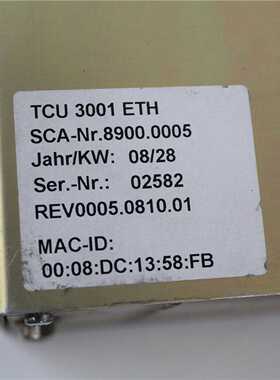 TCU 3001 ETH
SCA-Nr.8900.0005
Jahr/KW: 08/28
Ser.-Nr.: 02582
REV0005.0810.01
MAC-ID:
00:08:DC:13:58:FB